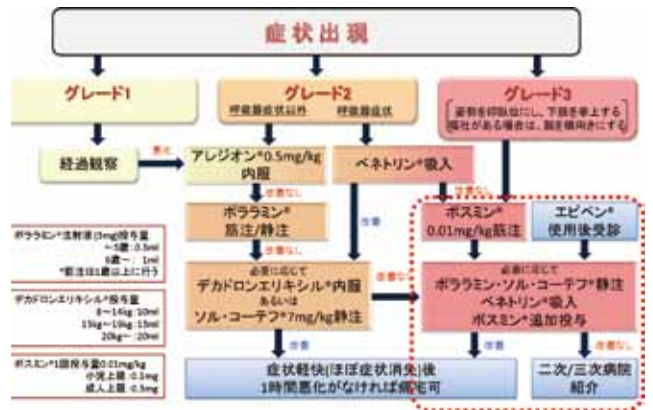 症状出現
グレード1
グレード2
呼吸器症状以外
呼吸器症状
グレード3
姿勢を仰臥位にし、下肢を挙上する
嘔吐がある場合は、顔を横向きにする
経過観察
悪化
アレジオン®0.5mg/kg
内服
ベネトリン®吸入
改善なし
改善なし
ポララミン®
筋注/静注
改善
ボスミン®
0.01mg/kg筋注
エピペン®
使用後受診
改善なし
必要に応じて
デカドロンエリキシル®内服
あるいは
ソル・コーテフ®7mg/kg静注
改善なし
必要に応じて
ポララミン・ソル・コーテフ®静注
ベネトリン®吸入
ボスミン®追加投与
改善
改善
改善なし
症状軽快(ほぼ症状消失)後
1時間悪化がなければ帰宅可
二次/三次病院
紹介
ポララミン®注射液(5mg)投与量
～5歳:0.5ml
6歳～: 1ml
*筋注は1歳以上に行う
デカドロンエリキシル®投与量
8～14kg:10ml
15kg～19kg:15ml
20kg～ :20ml
ボスミン®1回投与量0.01mg/kg
小児上限:0.3mg
成人上限:0.5mg